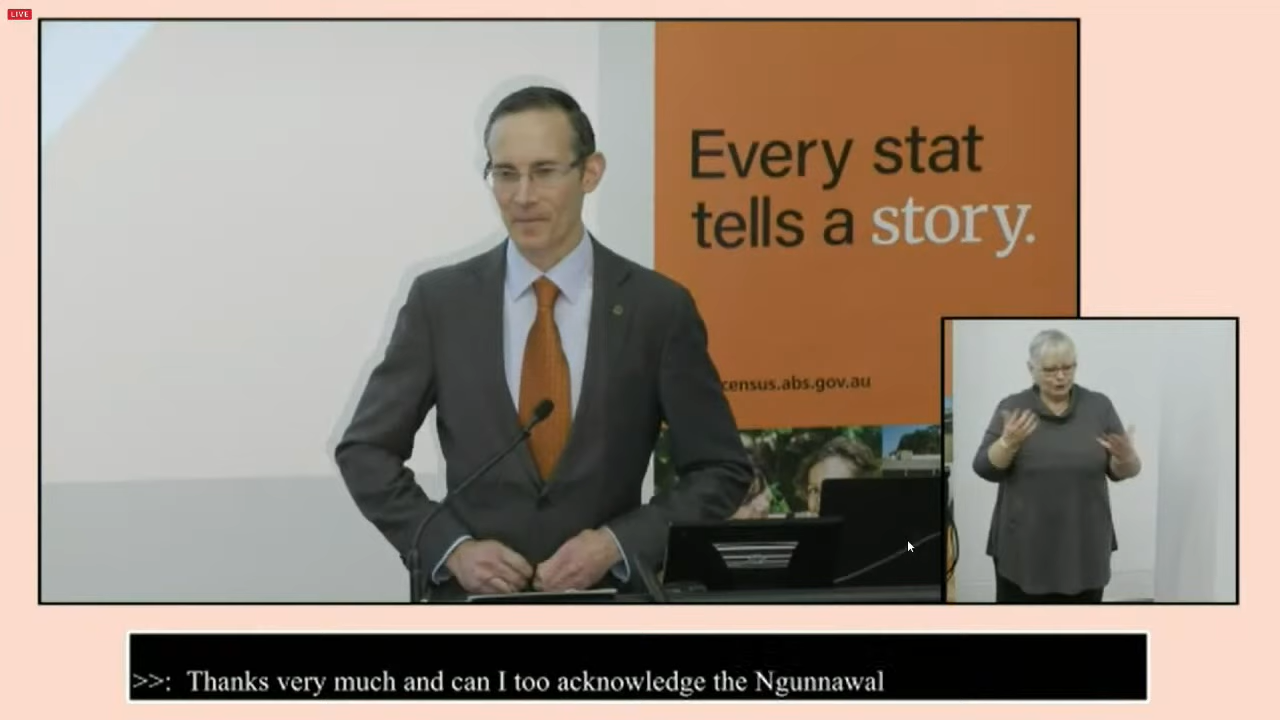 LIVE
Every stat
tells a story.
census.abs.gov.au
>>: Thanks very much and can I too acknowledge the Ngunnawal